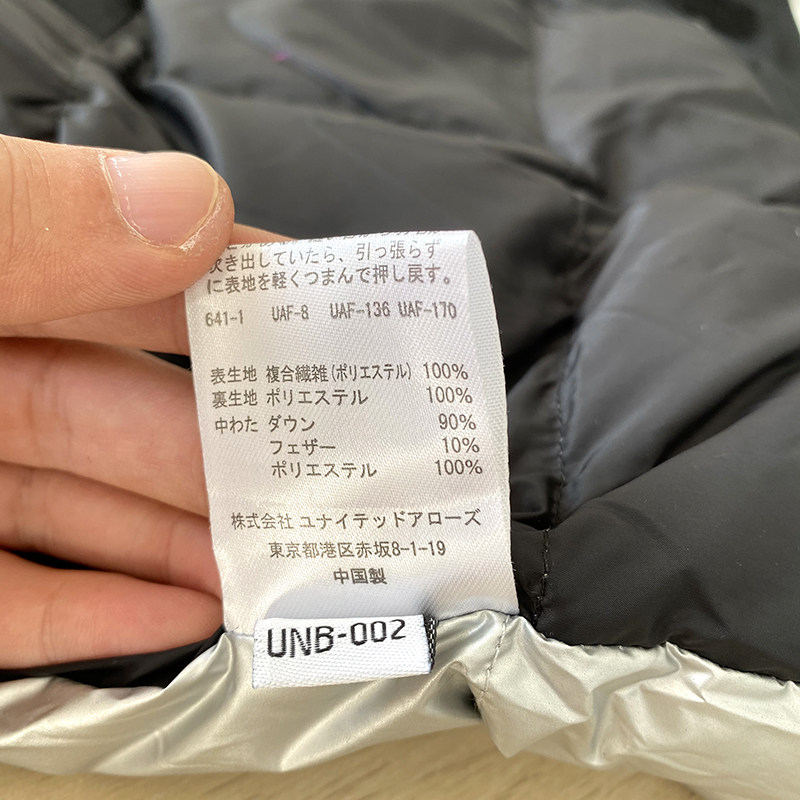 吹き出していたら、引っ張らず
に表地を軽くつまんで押し戻す。
641-1 UAF-8 UAF-136 UAF-170
表生地 複合繊雑(ポリエステル) 100%
裏生地 ポリエステル 100%
中わた ダウン 90%
フェザー 10%
ポリエステル 100%
株式会社 ユナイテッドアローズ
東京都港区赤坂8-1-19
中国製
UNB-002